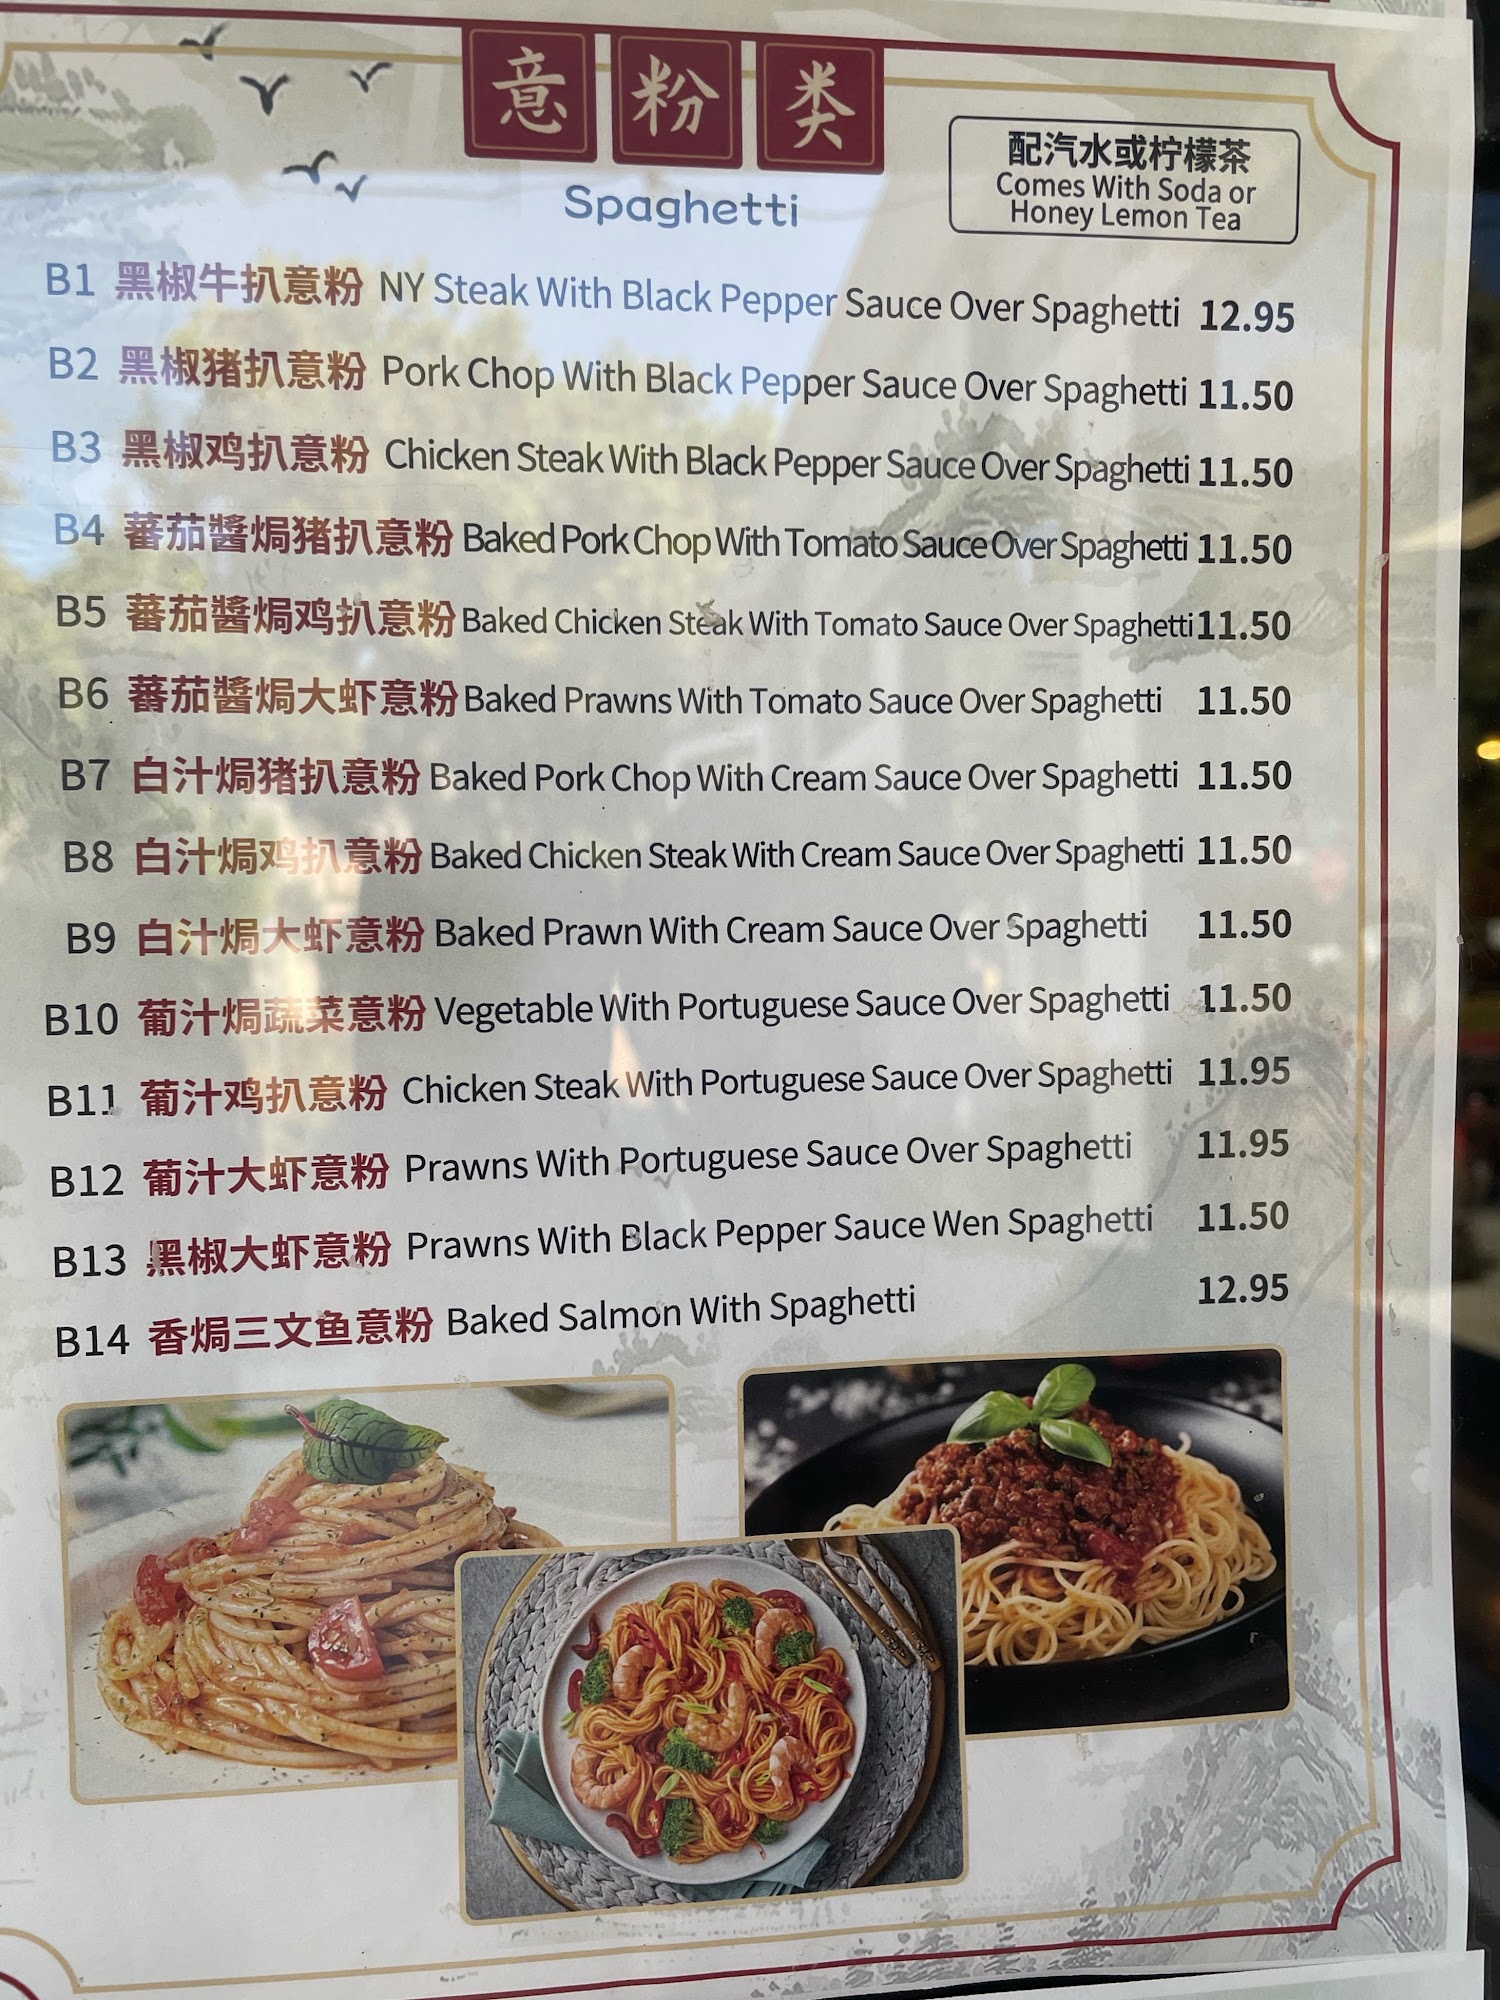 意粉类
Spaghetti
配汽水或柠檬茶
Comes With Soda or
Honey Lemon Tea
B1 黑椒牛扒意粉 NY Steak With Black Pepper Sauce Over Spaghetti 12.95
B2 黑椒猪扒意粉 Pork Chop With Black Pepper Sauce Over Spaghetti 11.50
B3 黑椒鸡扒意粉 Chicken Steak With Black Pepper Sauce Over Spaghetti 11.50
B4 蕃茄醬焗猪扒意粉 Baked Pork Chop With Tomato Sauce Over Spaghetti 11.50
B5 蕃茄醬焗鸡扒意粉 Baked Chicken Steak With Tomato Sauce Over Spaghetti 11.50
B6 蕃茄醬焗大虾意粉 Baked Prawns With Tomato Sauce Over Spaghetti 11.50
B7 白汁焗猪扒意粉 Baked Pork Chop With Cream Sauce Over Spaghetti 11.50
B8 白汁焗鸡扒意粉 Baked Chicken Steak With Cream Sauce Over Spaghetti 11.50
B9 白汁焗大虾意粉 Baked Prawn With Cream Sauce Over Spaghetti 11.50
B10 葡汁焗蔬菜意粉 Vegetable With Portuguese Sauce Over Spaghetti 11.50
B11 葡汁鸡扒意粉 Chicken Steak With Portuguese Sauce Over Spaghetti 11.95
B12 葡汁大虾意粉 Prawns With Portuguese Sauce Over Spaghetti 11.95
B13 黑椒大虾意粉 Prawns With Black Pepper Sauce Wen Spaghetti 11.50
B14 香焗三文鱼意粉 Baked Salmon With Spaghetti 12.95